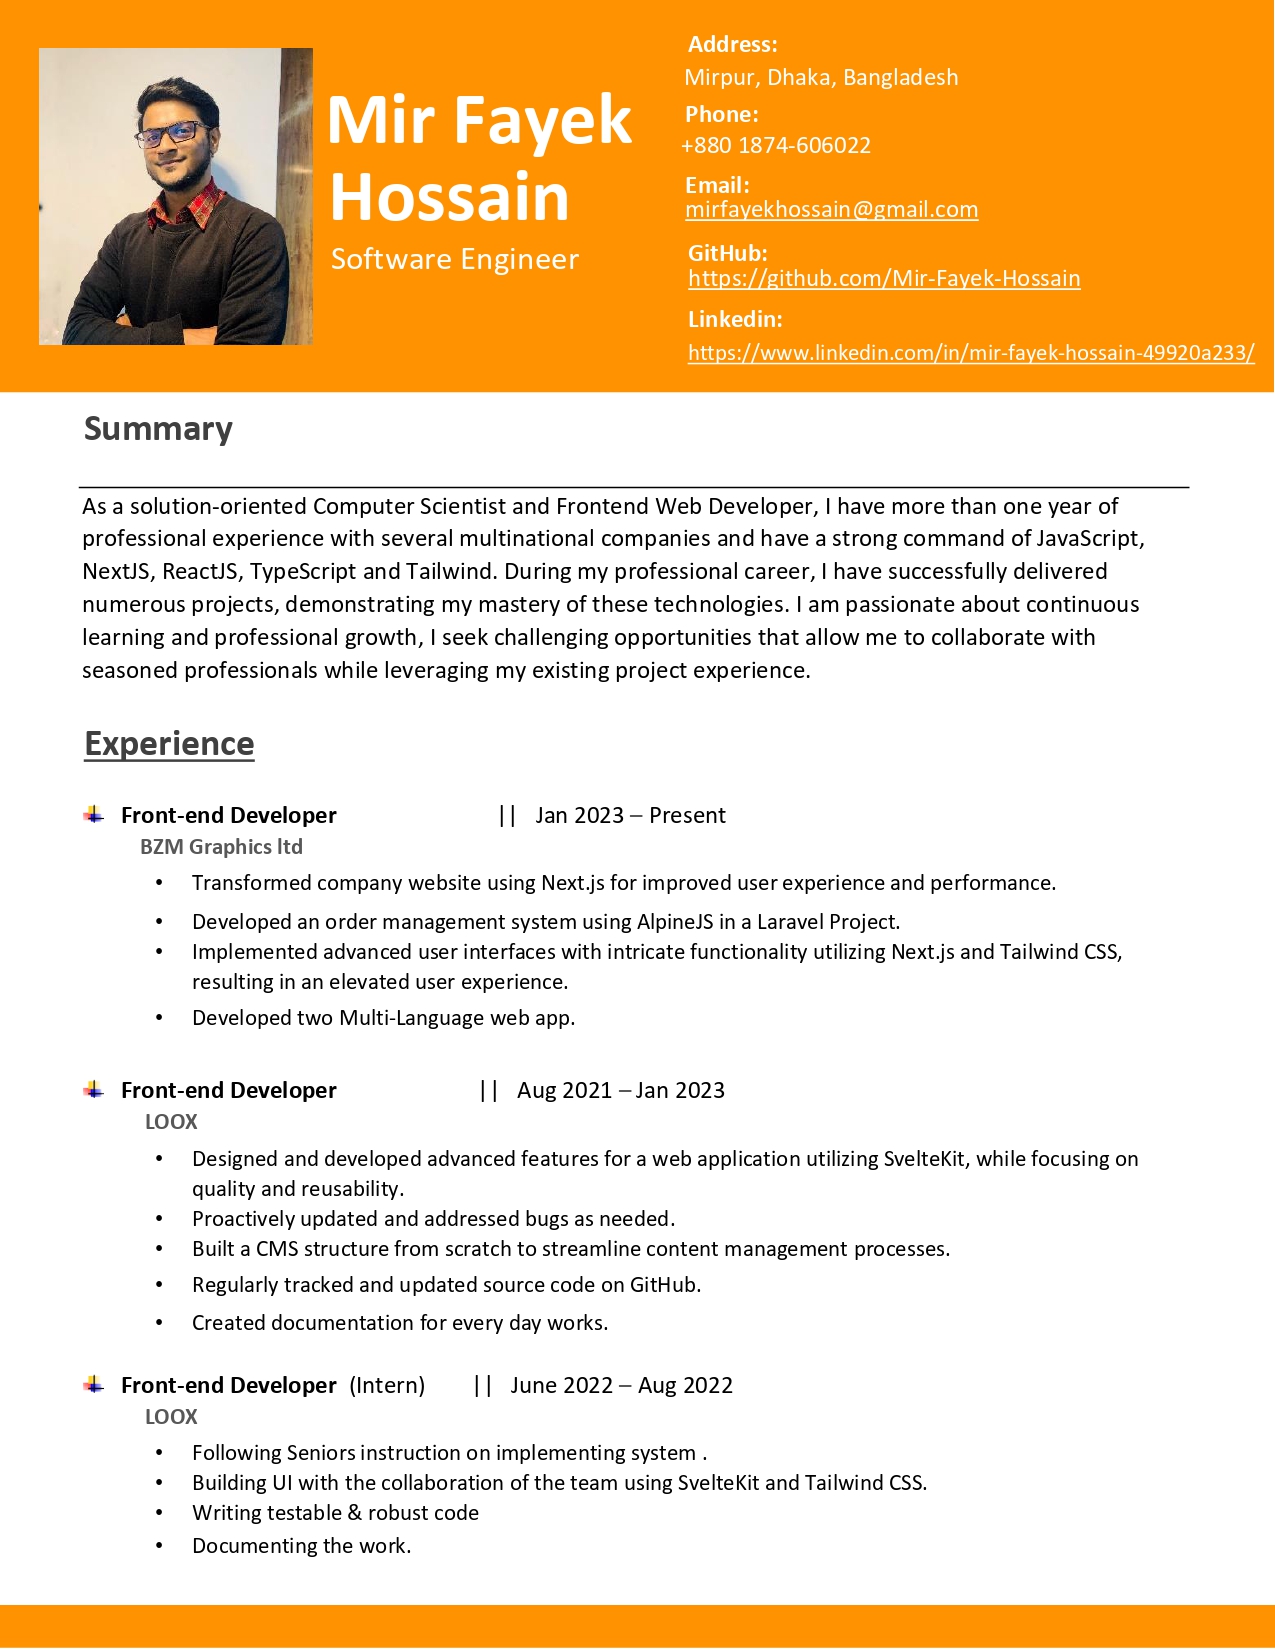 Mir Fayek
Hossain
Software Engineer
Address:
Mirpur, Dhaka, Bangladesh
Phone:
+880 1874-606022
Email:
mirfayekhossain@gmail.com
GitHub:
https://github.com/Mir-Fayek-Hossain
Linkedin:
https://www.linkedin.com/in/mir-fayek-hossain-49920a233/
Summary
As a solution-oriented Computer Scientist and Frontend Web Developer, I have more than one year of
professional experience with several multinational companies and have a strong command of JavaScript,
NextJS, ReactJS, TypeScript and Tailwind. During my professional career, I have successfully delivered
numerous projects, demonstrating my mastery of these technologies. I am passionate about continuous
learning and professional growth, I seek challenging opportunities that allow me to collaborate with
seasoned professionals while leveraging my existing project experience.
Experience
Front-end Developer || Jan 2023 – Present
BZM Graphics ltd
• Transformed company website using Next.js for improved user experience and performance.
• Developed an order management system using AlpineJS in a Laravel Project.
• Implemented advanced user interfaces with intricate functionality utilizing Next.js and Tailwind CSS,
resulting in an elevated user experience.
• Developed two Multi-Language web app.
Front-end Developer || Aug 2021 – Jan 2023
LOOX
• Designed and developed advanced features for a web application utilizing SvelteKit, while focusing on
quality and reusability.
• Proactively updated and addressed bugs as needed.
• Built a CMS structure from scratch to streamline content management processes.
• Regularly tracked and updated source code on GitHub.
• Created documentation for every day works.
Front-end Developer (Intern) || June 2022 – Aug 2022
LOOX
• Following Seniors instruction on implementing system .
• Building UI with the collaboration of the team using SvelteKit and Tailwind CSS.
• Writing testable & robust code
• Documenting the work.